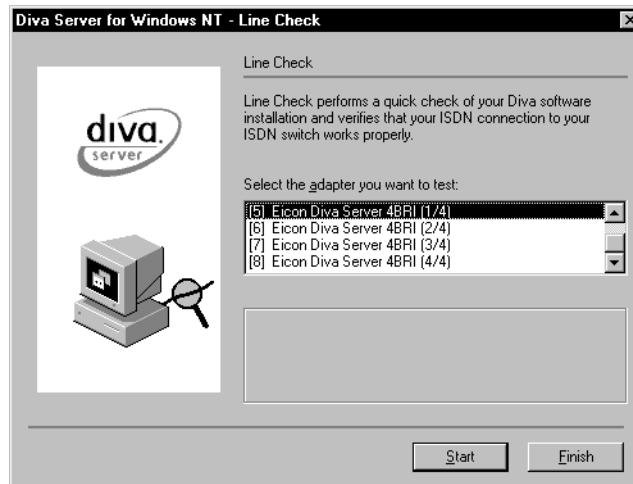 Diva Server for Windows NT - Line Check
Line Check
diva.
server
Line Check performs a quick check of your Diva software
installation and verifies that your ISDN connection to your
ISDN switch works properly.
Select the adapter you want to test:
[5] Eicon Diva Server 4BRI (1/4)
[6] Eicon Diva Server 4BRI (2/4)
[7] Eicon Diva Server 4BRI (3/4)
[8] Eicon Diva Server 4BRI (4/4)
Start
Finish